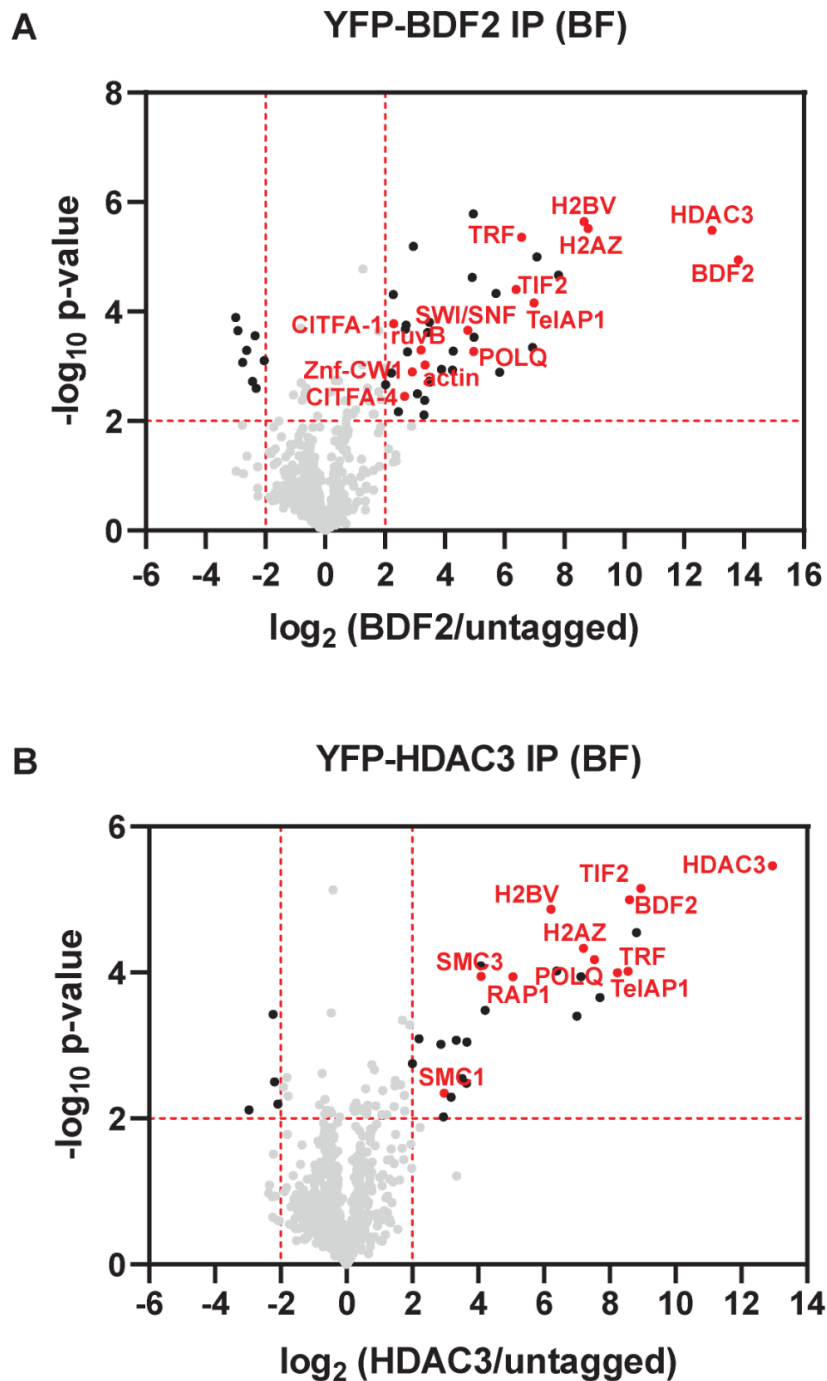 A
YFP-BDF2 IP (BF)
8
6
4
2
0
-log10 p-value
H2BV
HDAC3
TRF
H2AZ
BDF2
TIF2
CITFA-1
SWI/SNF
TelAP1
ruvB
POLQ
Znf-CW1
actin
CITFA-4
-6 -4 -2 0 2 4 6 8 10 12 14 16
log2 (BDF2/untagged)
B
YFP-HDAC3 IP (BF)
6
4
2
0
-log10 p-value
TIF2
HDAC3
H2BV
BDF2
H2AZ
SMC3
TRF
POLQ
RAP1
TelAP1
SMC1
-6 -4 -2 0 2 4 6 8 10 12 14
log2 (HDAC3/untagged)